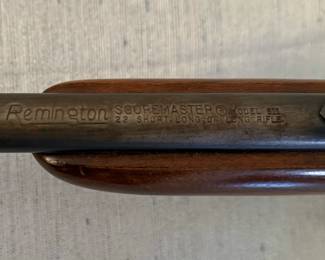 Remington SCOREMASTER® MODEL 511
22 SHORT-LONG-OR LONG RIFLE